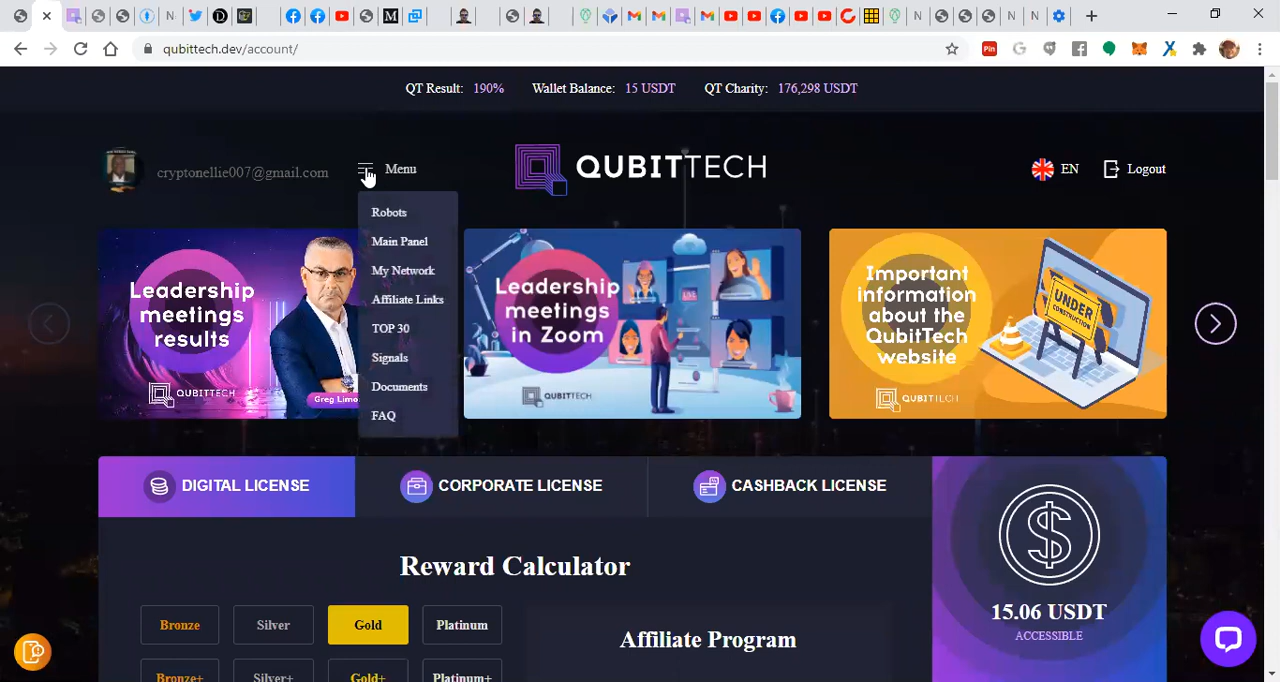 qubittech.dev/account/
QT Result: 190% Wallet Balance: 15 USDT QT Charity: 176,298 USDT
cryptonellie007@gmail.com
Menu
QUBITTECH
EN
Logout
Robots
Main Panel
My Network
Affiliate Links
TOP 30
Signals
Documents
FAQ
Leadership
meetings
results
QUBITTECH
Greg Limo
Leadership
meetings
in Zoom
QUBITTECH
Important
information
about the
QubitTech
website
UNDER
CONSTRUCTION
QUBITTECH
DIGITAL LICENSE
CORPORATE LICENSE
CASHBACK LICENSE
Reward Calculator
Bronze Silver Gold Platinum
Bronze+ Silver+ Gold+ Platinum+
Affiliate Program
15.06 USDT
ACCESSIBLE